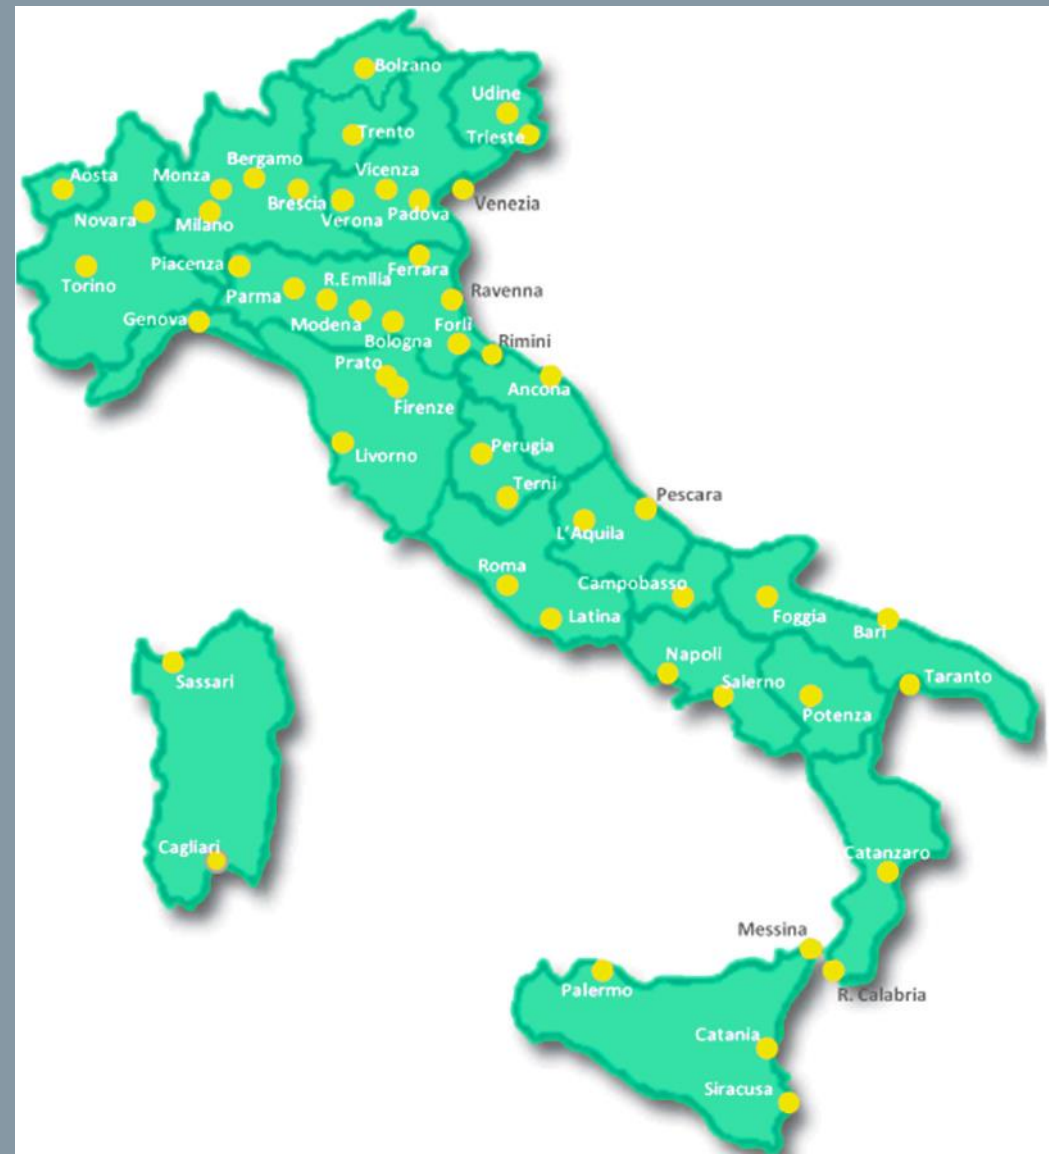 Bolzano
Udine
Trento
Trieste
Bergamo
Vicenza
Aosta
Monza
Brescia
Verona
Padova
Venezia
Novara
Milano
Piacenza
Ferrara
Torino
R.Emilia
Parma
Ravenna
Genova
Modena
Forlì
Bologna
Rimini
Prato
Ancona
Firenze
Perugia
Livorno
Terni
Pescara
L'Aquila
Roma
Campobasso
Latina
Foggia
Bari
Napoli
Sassari
Salerno
Taranto
Potenza
Cagliari
Catanzaro
Messina
Palermo
R. Calabria
Catania
Siracusa